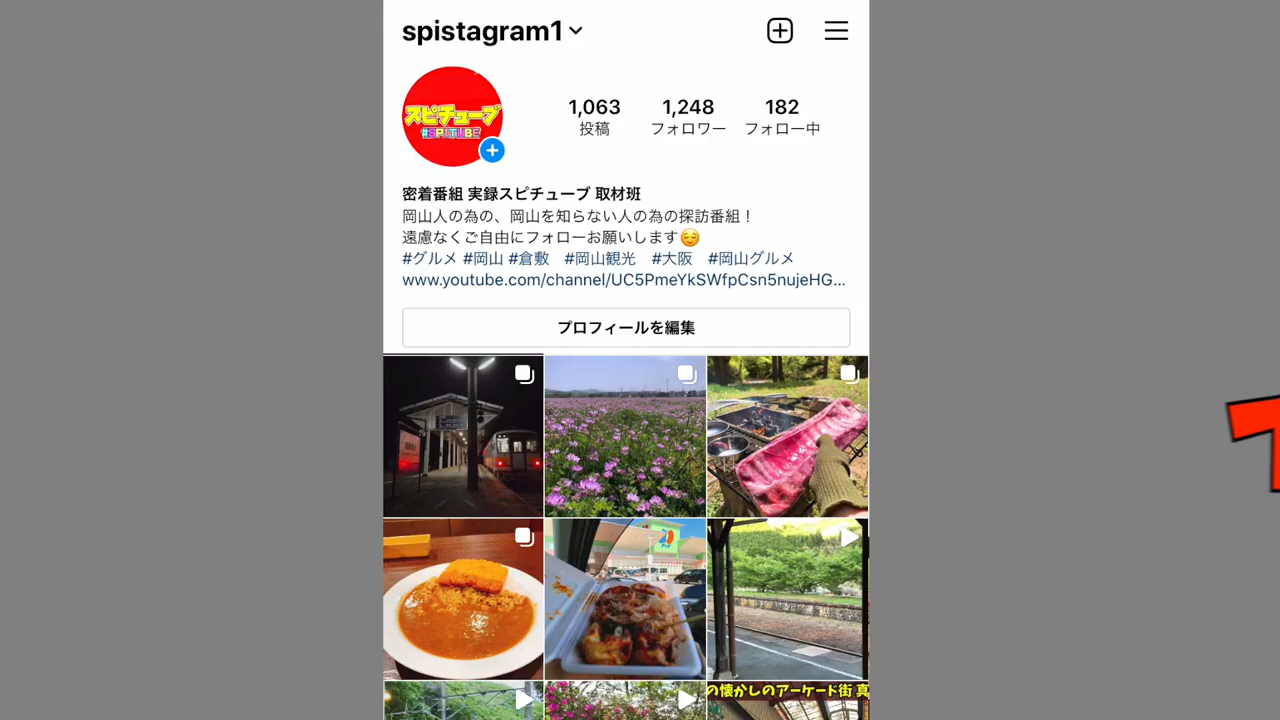 spistagram1
スピチューブ
#SPITUBE
1,063 1,248 182
投稿 フォロワー フォロー中
密着番組 実録スピチューブ 取材班
岡山人の為の、岡山を知らない人の為の探訪番組！
遠慮なくご自由にフォローお願いします😌
#グルメ #岡山 #倉敷　#岡山観光　#大阪　#岡山グルメ
www.youtube.com/channel/UC5PmeYkSWfpCsn5nujeHG...
プロフィールを編集
の懐かしのアーケード街 真